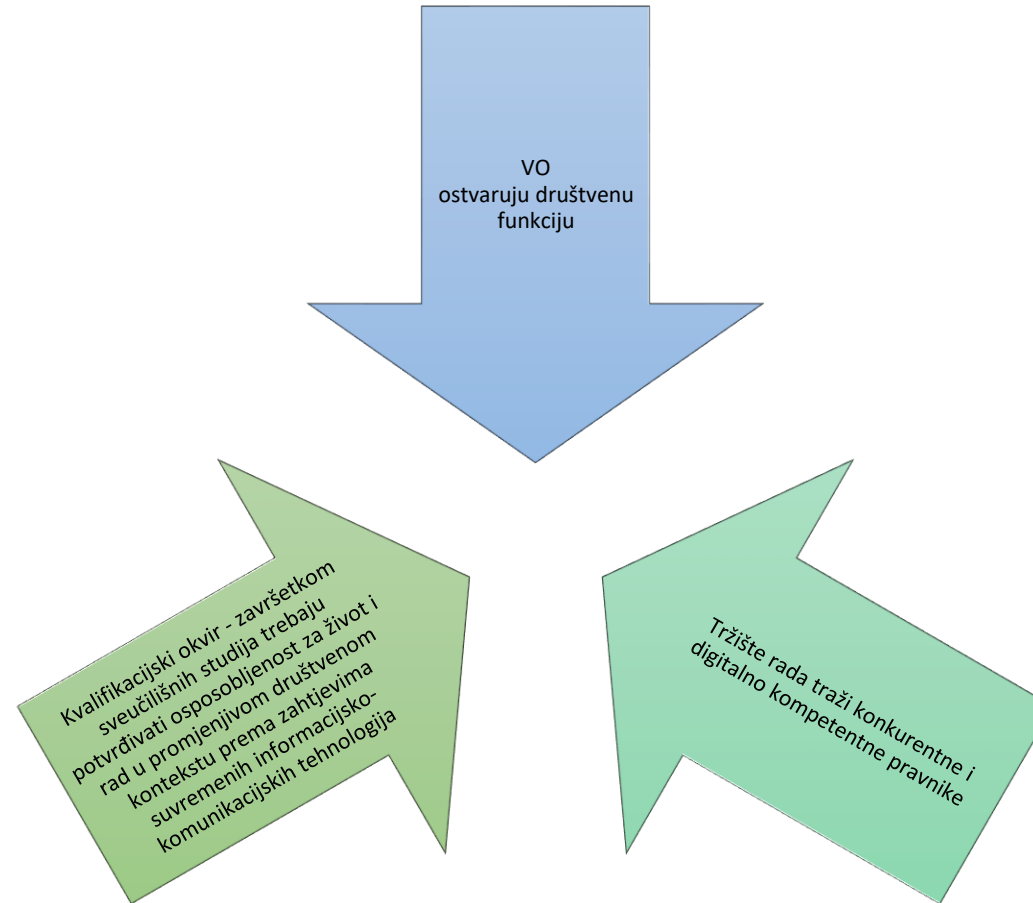 VO
ostvaruju društvenu
funkciju
Kvalifikacijski okvir - završetkom
sveučilišnih studija trebaju
potvrđivati osposobljenost za život i
rad u promjenjivom društvenom
kontekstu prema zahtjevima
suvremenih informacijsko-
komunikacijskih tehnologija
Tržište rada traži konkurentne i
digitalno kompetentne pravnike